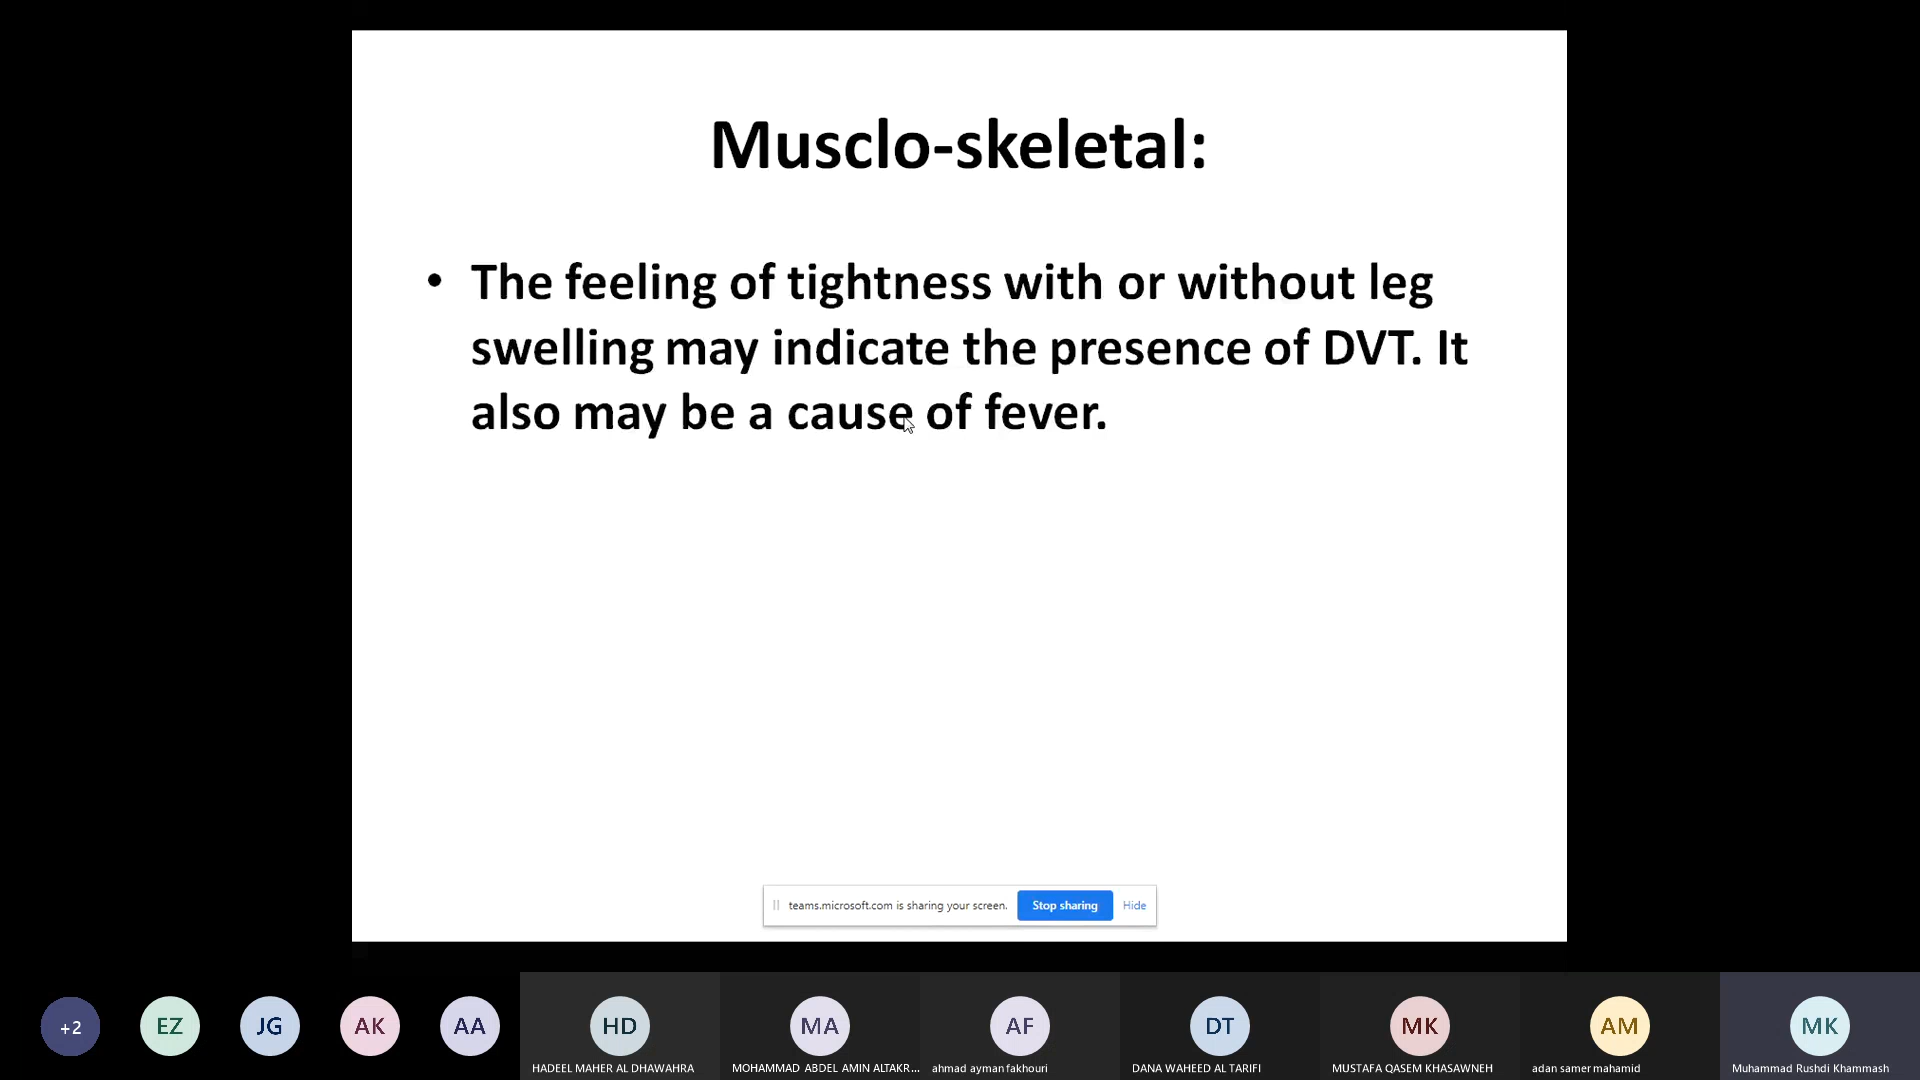 Musclo-skeletal:
• The feeling of tightness with or without leg
swelling may indicate the presence of DVT. It
also may be a cause of fever.
teams.microsoft.com is sharing your screen. Stop sharing Hide
+2 EZ JG AK AA HD MA AF DT MK AM MK
HADEEL MAHER AL DHAWAHRA MOHAMMAD ABDEL AMIN ALTAKR... ahmad ayman fakhouri DANA WAHEED AL TARIFI MUSTAFA QASEM KHASAWNEH adan samer mahamid Muhammad Rushdi Khammash